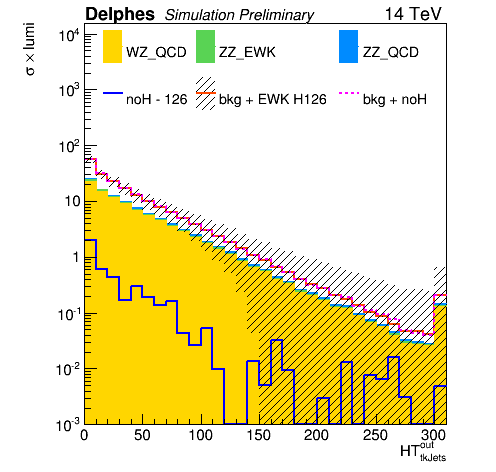 Delphes Simulation Preliminary 14 TeV
σ × lumi
WZ_QCD ZZ_EWK ZZ_QCD
noH - 126 bkg + EWK H126 bkg + noH
10⁴
10³
10²
10
1
10⁻¹
10⁻²
10⁻³
0 50 100 150 200 250 300
HT^out_tkJets